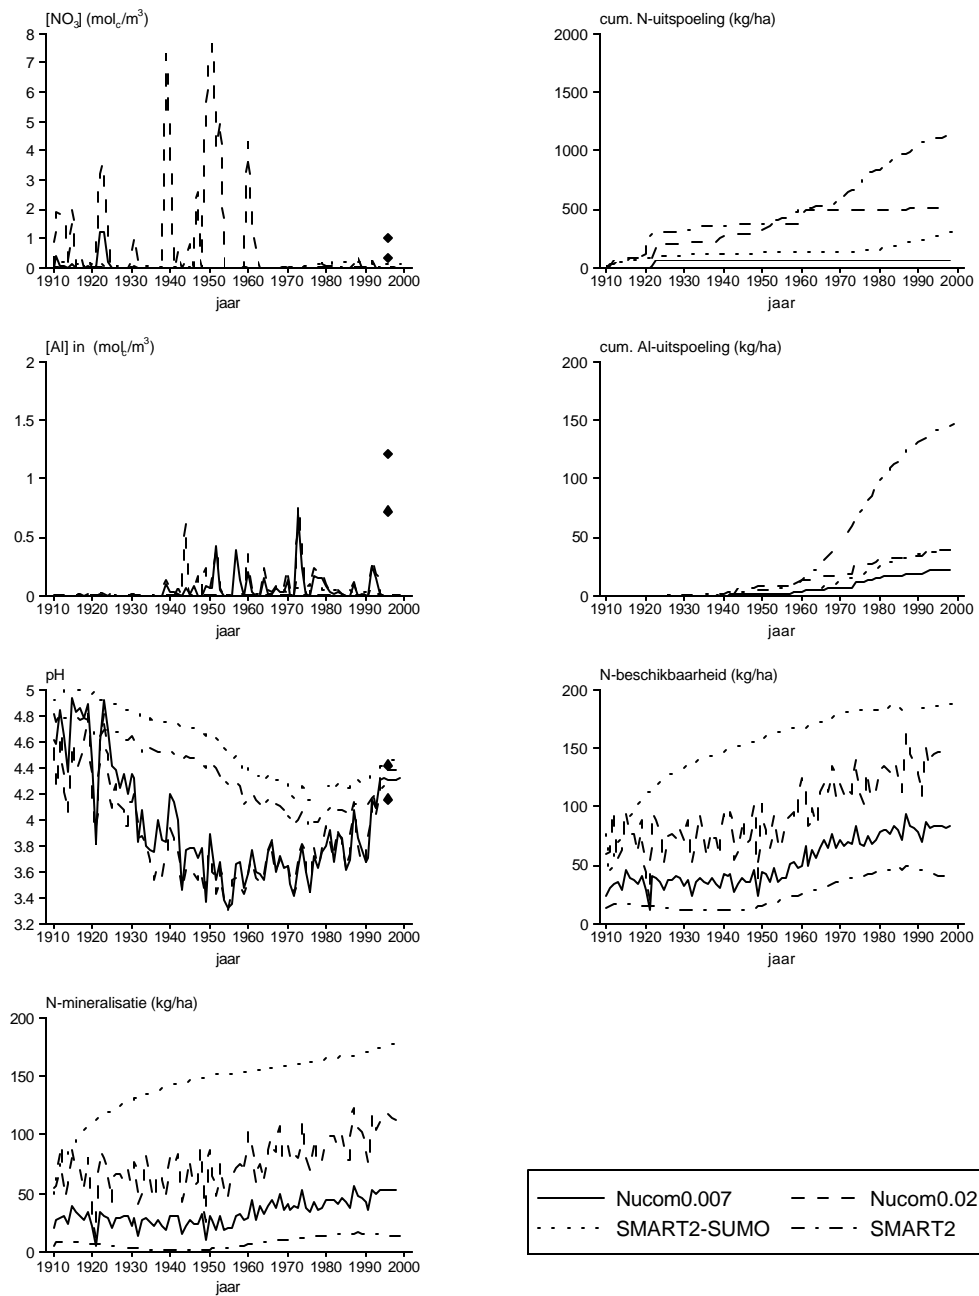 [NO3] (molc/m3)
8
7
6
5
4
3
2
1
0
1910 1920 1930 1940 1950 1960 1970 1980 1990 2000
jaar
cum. N-uitspoeling (kg/ha)
2000
1500
1000
500
0
1910 1920 1930 1940 1950 1960 1970 1980 1990 2000
jaar
[Al] in (molc/m3)
2
1.5
1
0.5
0
1910 1920 1930 1940 1950 1960 1970 1980 1990 2000
jaar
cum. Al-uitspoeling (kg/ha)
200
150
100
50
0
1910 1920 1930 1940 1950 1960 1970 1980 1990 2000
jaar
pH
5
4.8
4.6
4.4
4.2
4
3.8
3.6
3.4
3.2
1910 1920 1930 1940 1950 1960 1970 1980 1990 2000
jaar
N-beschikbaarheid (kg/ha)
200
150
100
50
0
1910 1920 1930 1940 1950 1960 1970 1980 1990 2000
jaar
N-mineralisatie (kg/ha)
200
150
100
50
0
1910 1920 1930 1940 1950 1960 1970 1980 1990 2000
jaar
Nucom0.007 Nucom0.02
SMART2-SUMO SMART2